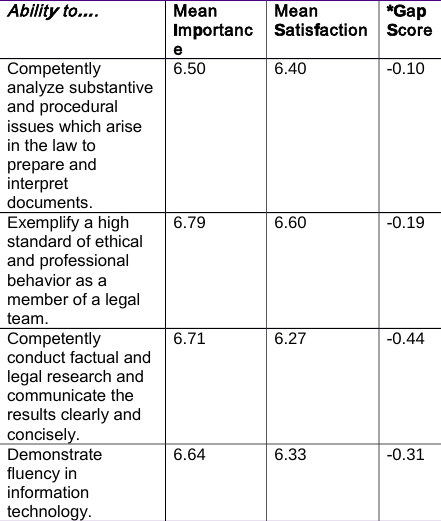 Ability to.... Mean Mean *Gap
Importanc Satisfaction Score
e
Competently 6.50 6.40 -0.10
analyze substantive
and procedural
issues which arise
in the law to
prepare and
interpret
documents.
Exemplify a high 6.79 6.60 -0.19
standard of ethical
and professional
behavior as a
member of a legal
team.
Competently 6.71 6.27 -0.44
conduct factual and
legal research and
communicate the
results clearly and
concisely.
Demonstrate 6.64 6.33 -0.31
fluency in
information
technology.